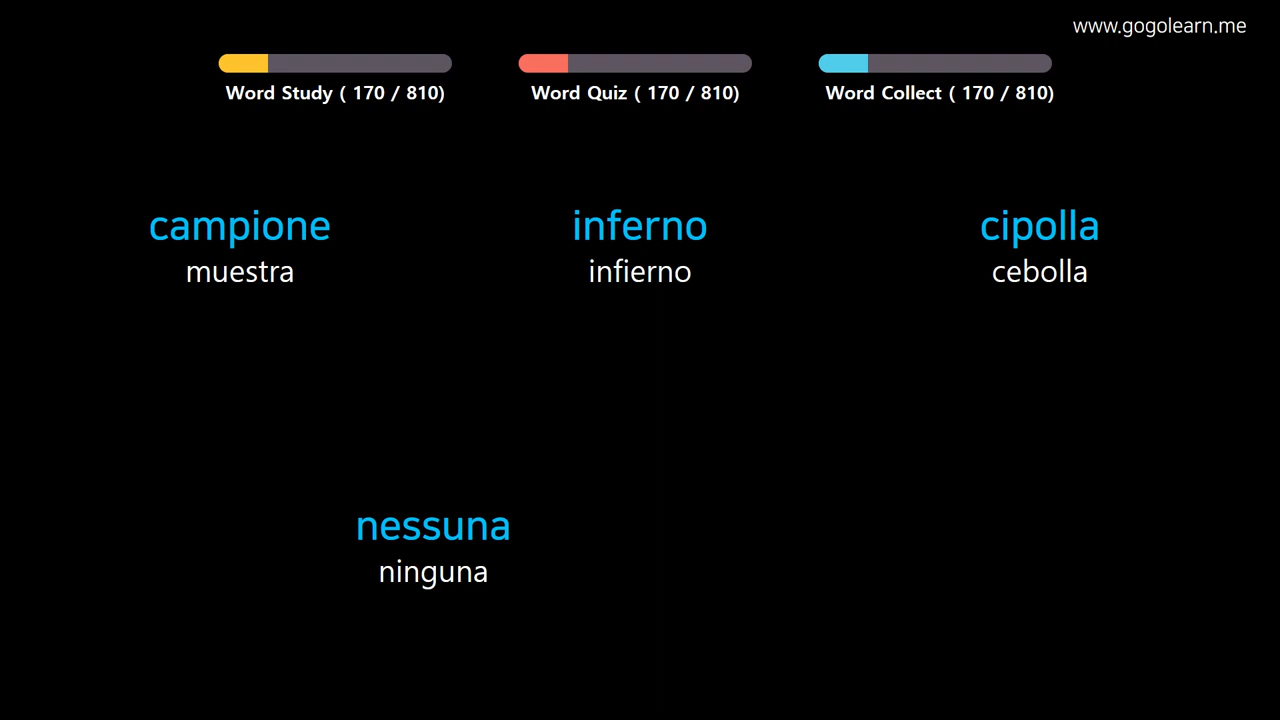 www.gogolearn.me
Word Study ( 170 / 810)
Word Quiz ( 170 / 810)
Word Collect ( 170 / 810)
campione
muestra
inferno
infierno
cipolla
cebolla
nessuna
ninguna